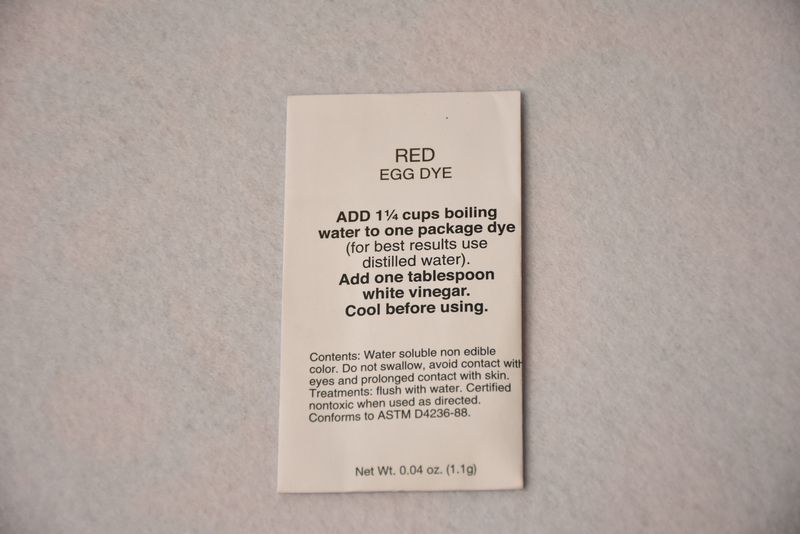 RED
EGG DYE
ADD 1¼ cups boiling
water to one package dye
(for best results use
distilled water).
Add one tablespoon
white vinegar.
Cool before using.
Contents: Water soluble non edible
color. Do not swallow, avoid contact with
eyes and prolonged contact with skin.
Treatments: flush with water. Certified
nontoxic when used as directed.
Conforms to ASTM D4236-88.
Net Wt. 0.04 oz. (1.1g)